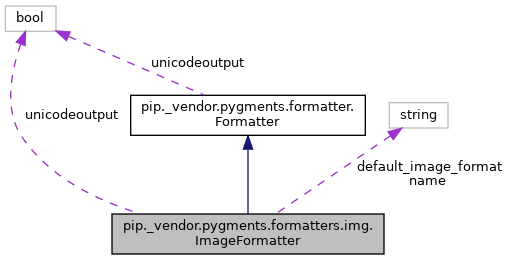 bool
unicodeoutput
pip._vendor.pygments.formatter.
Formatter
string
unicodeoutput
default_image_format
name
pip._vendor.pygments.formatters.img.
ImageFormatter